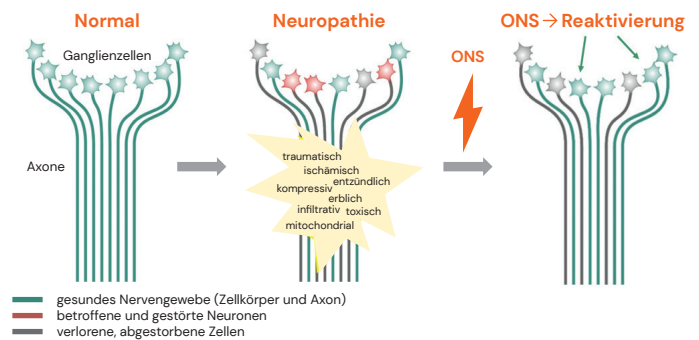 Normal
Neuropathie
ONS → Reaktivierung
Ganglienzellen
ONS
Axone
traumatisch
ischämisch
entzündlich
kompressiv
erblich
infiltrativ
toxisch
mitochondrial
gesundes Nervengewebe (Zellkörper und Axon)
betroffene und gestörte Neuronen
verlorene, abgestorbene Zellen